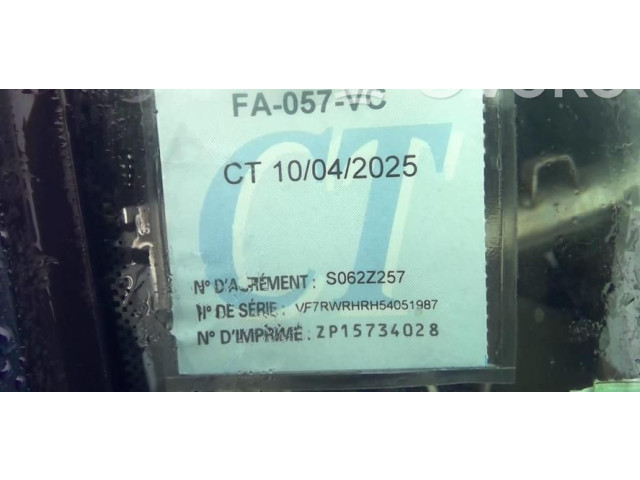 FA-057-VC
CT
CT 10/04/2025
N° D'AGRÉMENT : S062Z257
N° DE SÉRIE : VF7RWRHRH54051987
N° D'IMPRIMÉ : ZP15734028